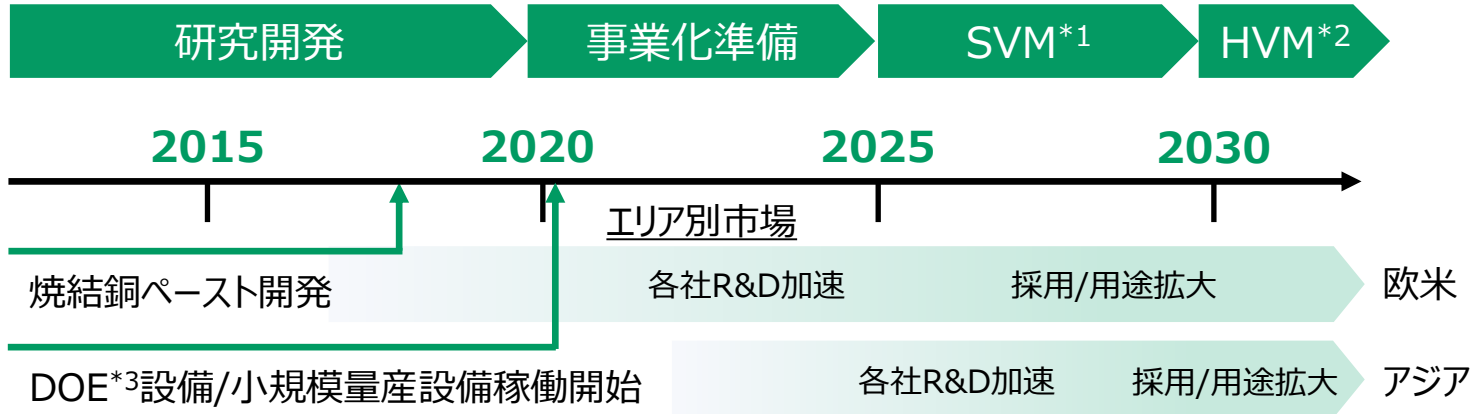 研究開発 事業化準備 SVM*1 HVM*2
2015 2020 2025 2030
エリア別市場
焼結銅ペースト開発 各社R&D加速 採用/用途拡大 欧米
DOE*3設備/小規模量産設備稼働開始 各社R&D加速 採用/用途拡大 アジア